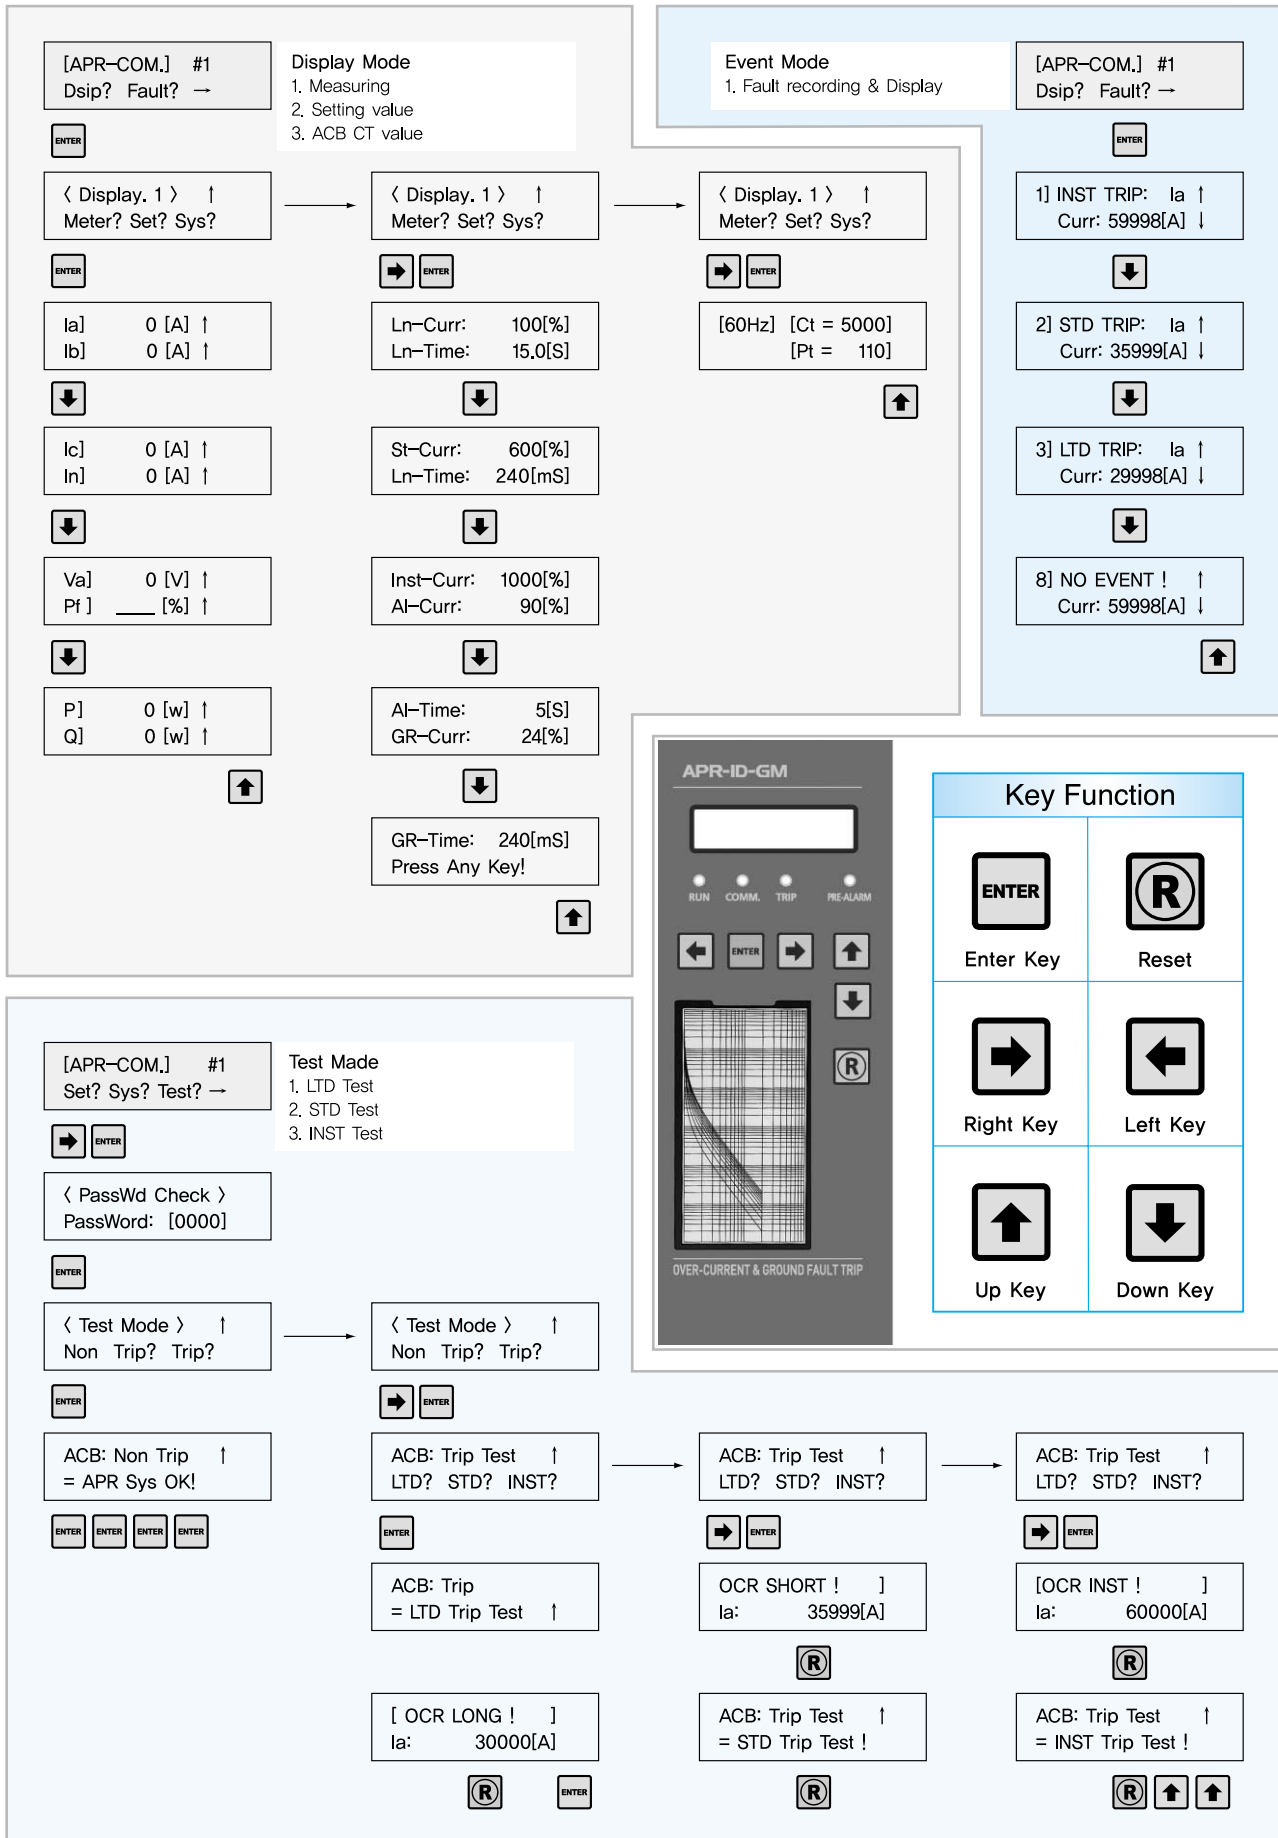 [APR-COM.] #1
Dsip? Fault? →
Display Mode
1. Measuring
2. Setting value
3. ACB CT value
ENTER
〈 Display. 1 〉 ↑
Meter? Set? Sys?
〈 Display. 1 〉 ↑
Meter? Set? Sys?
〈 Display. 1 〉 ↑
Meter? Set? Sys?
ENTER
ENTER
ENTER
Ia] 0 [A] ↑
Ib] 0 [A] ↑
Ic] 0 [A] ↑
In] 0 [A] ↑
Va] 0 [V] ↑
Pf ] ____ [%] ↑
P] 0 [w] ↑
Q] 0 [w] ↑
Ln-Curr: 100[%]
Ln-Time: 15.0[S]
St-Curr: 600[%]
Ln-Time: 240[mS]
Inst-Curr: 1000[%]
Al-Curr: 90[%]
Al-Time: 5[S]
GR-Curr: 24[%]
GR-Time: 240[mS]
Press Any Key!
[60Hz] [Ct = 5000]
[Pt = 110]
Event Mode
1. Fault recording & Display
[APR-COM.] #1
Dsip? Fault? →
ENTER
1] INST TRIP: Ia ↑
Curr: 59998[A] ↓
2] STD TRIP: Ia ↑
Curr: 35999[A] ↓
3] LTD TRIP: Ia ↑
Curr: 29998[A] ↓
8] NO EVENT ! ↑
Curr: 59998[A] ↓
APR-ID-GM
RUN COMM. TRIP PRE-ALARM
ENTER
R
OVER-CURRENT & GROUND FAULT TRIP
Key Function
ENTER
R
Enter Key
Reset
Right Key
Left Key
Up Key
Down Key
[APR-COM.] #1
Set? Sys? Test? →
Test Made
1. LTD Test
2. STD Test
3. INST Test
ENTER
〈 PassWd Check 〉
PassWord: [0000]
ENTER
〈 Test Mode 〉 ↑
Non Trip? Trip?
〈 Test Mode 〉 ↑
Non Trip? Trip?
ENTER
ENTER
ACB: Non Trip ↑
= APR Sys OK!
ENTER ENTER ENTER ENTER
ACB: Trip Test ↑
LTD? STD? INST?
ENTER
ACB: Trip
= LTD Trip Test ↑
[ OCR LONG ! ]
Ia: 30000[A]
R ENTER
ACB: Trip Test ↑
LTD? STD? INST?
ENTER
OCR SHORT ! ]
Ia: 35999[A]
R
ACB: Trip Test ↑
= STD Trip Test !
R
ACB: Trip Test ↑
LTD? STD? INST?
ENTER
[OCR INST ! ]
Ia: 60000[A]
R
ACB: Trip Test ↑
= INST Trip Test !
R